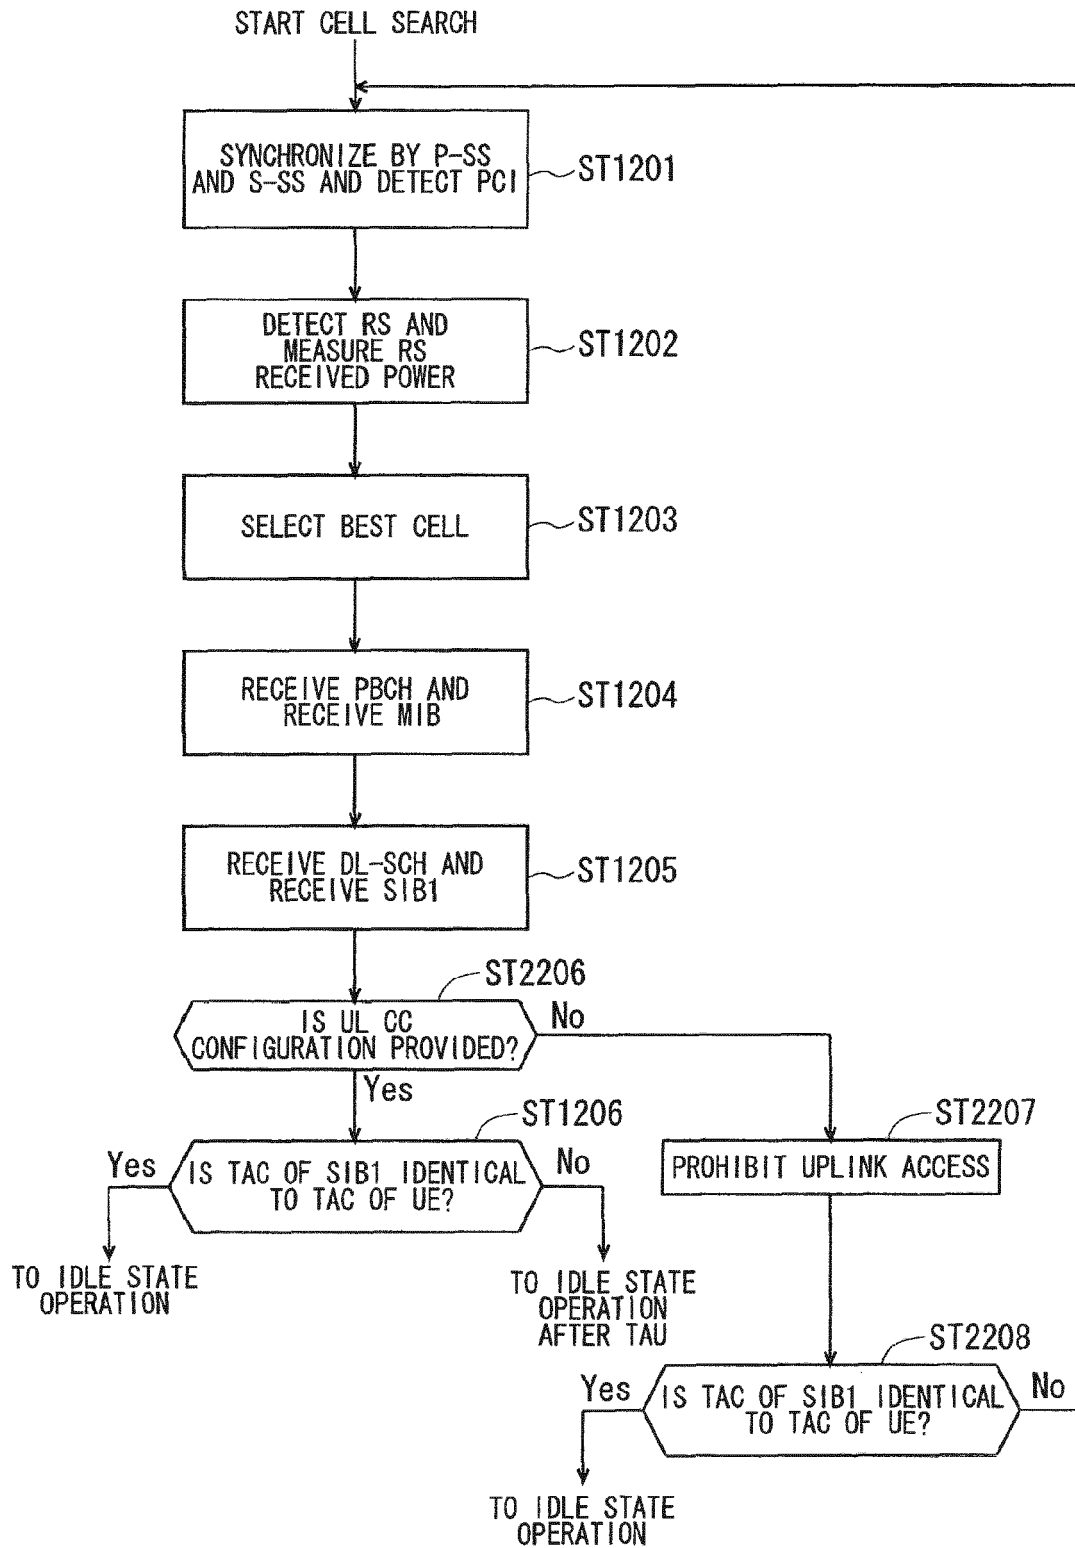 START CELL SEARCH
SYNCHRONIZE BY P-SS
AND S-SS AND DETECT PCI
ST1201
DETECT RS AND
MEASURE RS
RECEIVED POWER
ST1202
SELECT BEST CELL
ST1203
RECEIVE PBCH AND
RECEIVE MIB
ST1204
RECEIVE DL-SCH AND
RECEIVE SIB1
ST1205
ST2206
IS UL CC
CONFIGURATION PROVIDED?
No
Yes
ST1206
IS TAC OF SIB1 IDENTICAL
TO TAC OF UE?
Yes
No
TO IDLE STATE
OPERATION
TO IDLE STATE
OPERATION
AFTER TAU
ST2207
PROHIBIT UPLINK ACCESS
ST2208
IS TAC OF SIB1 IDENTICAL
TO TAC OF UE?
Yes
No
TO IDLE STATE
OPERATION